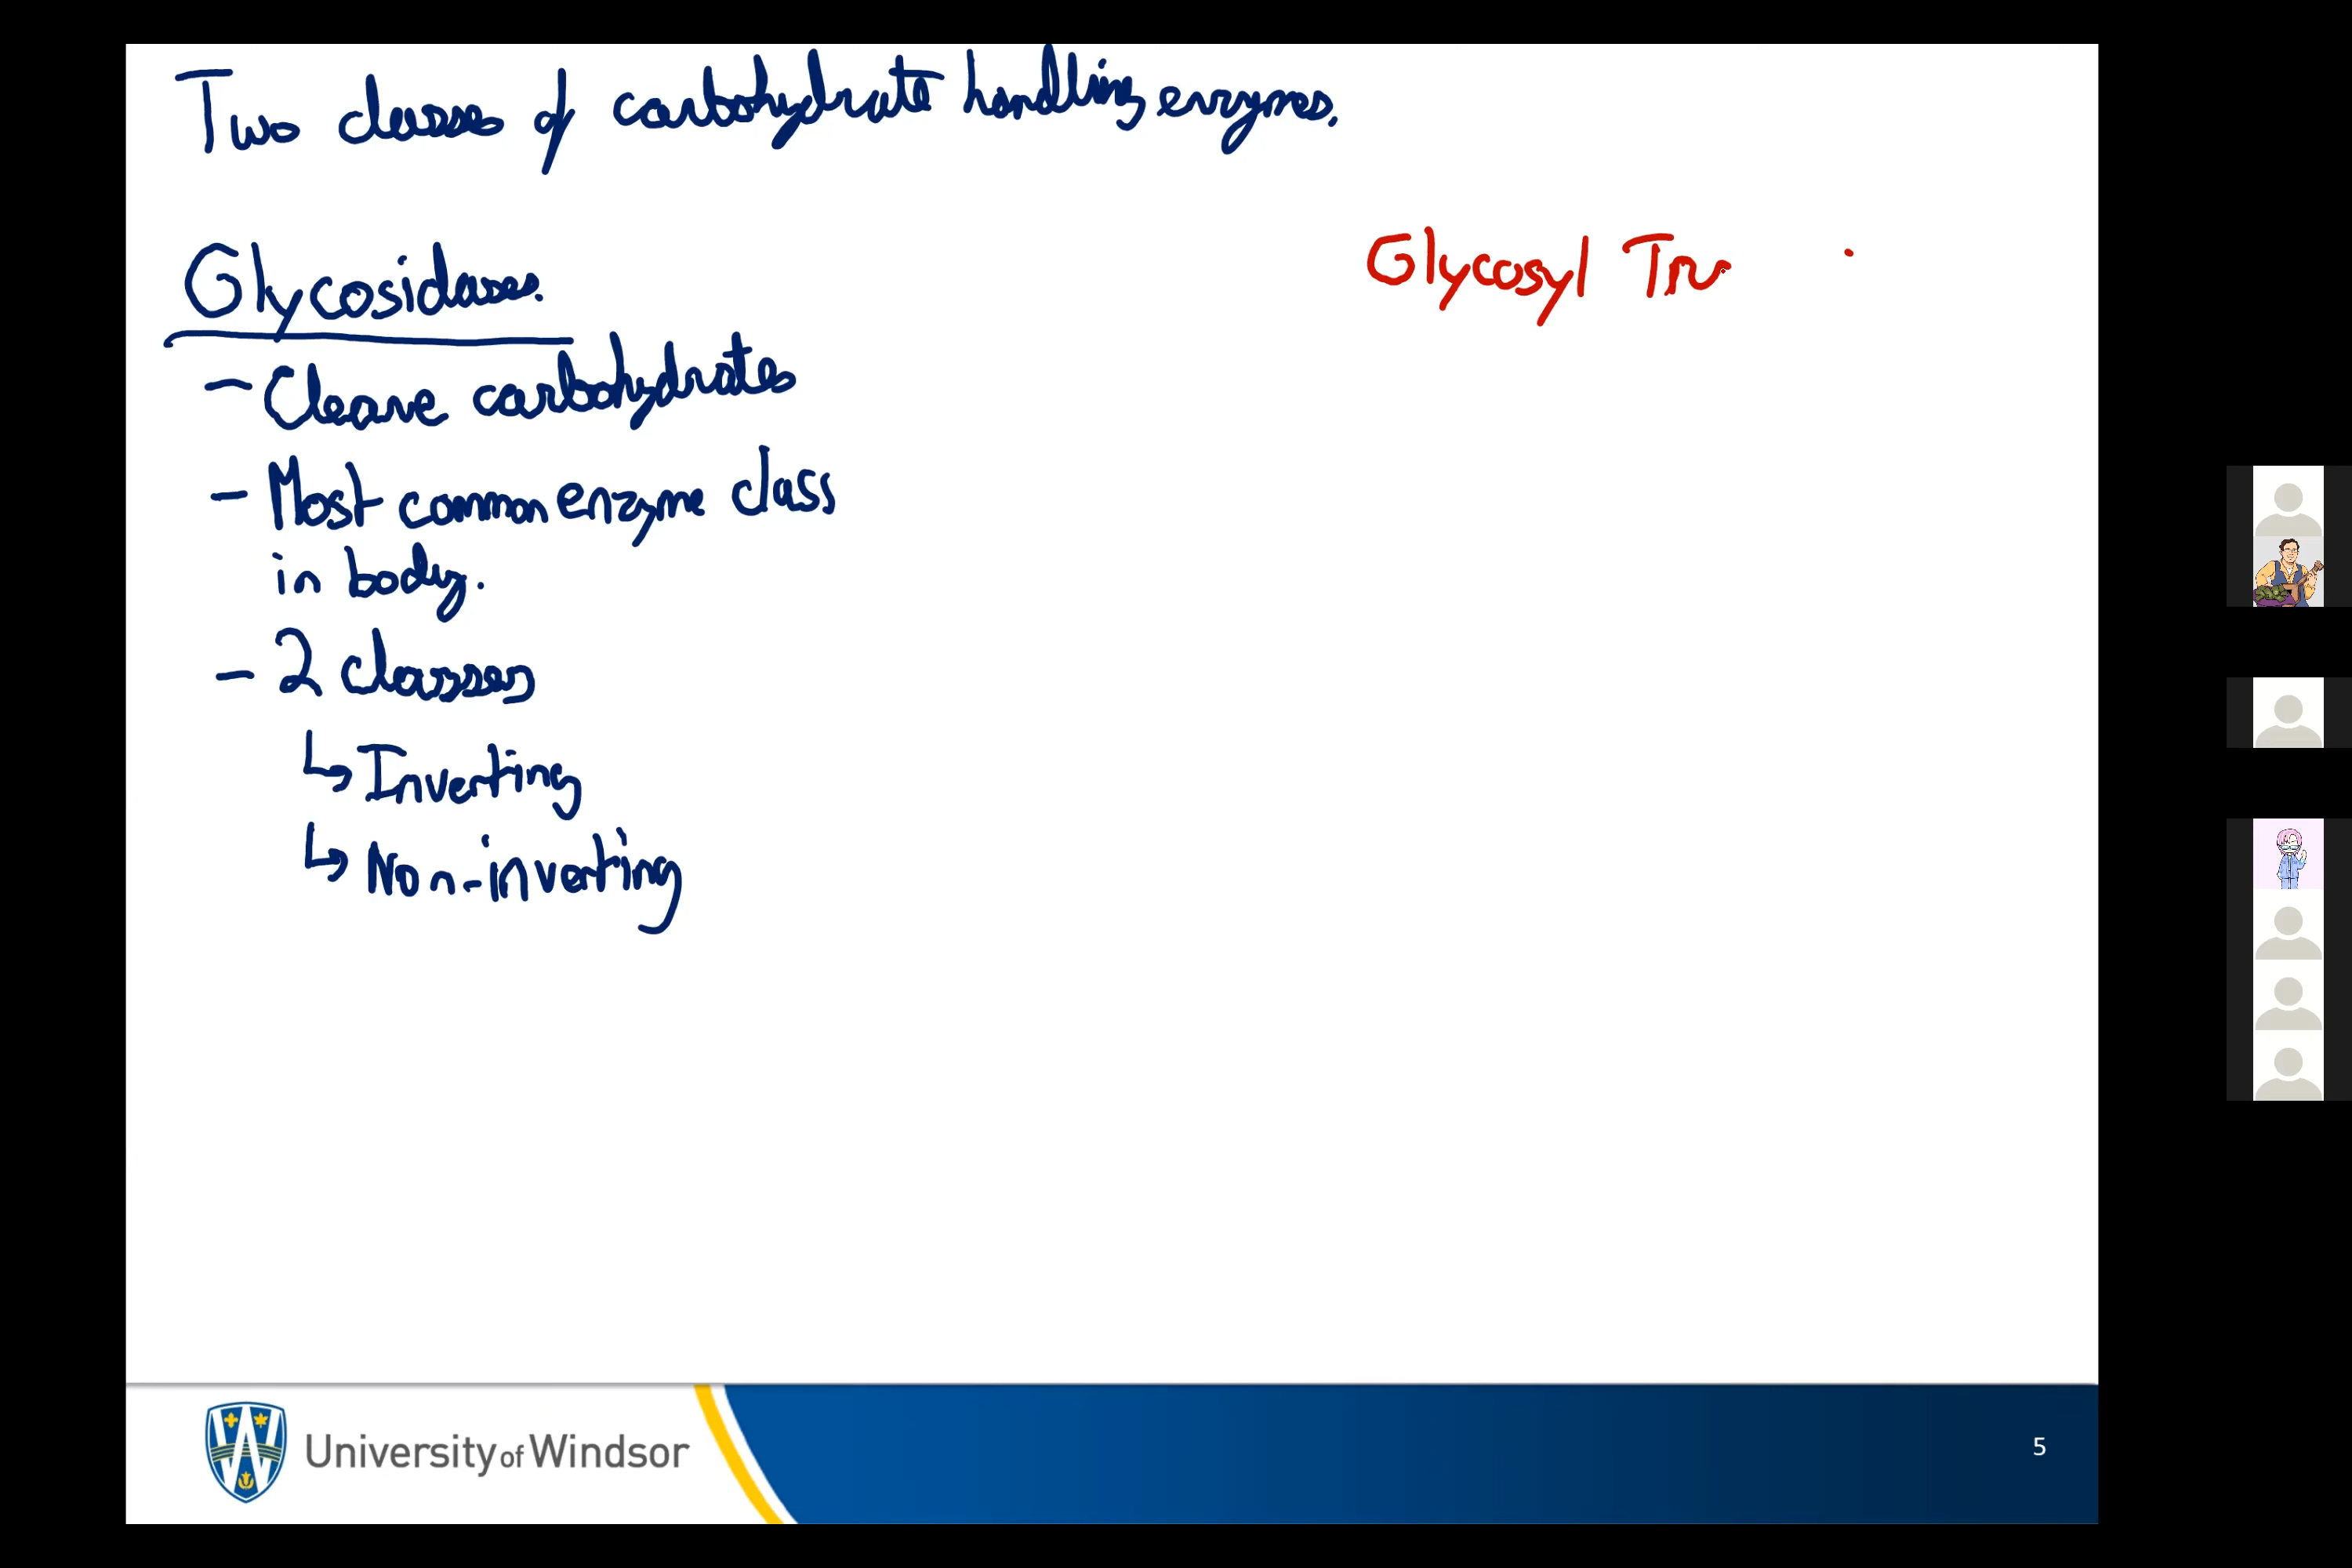 Two classes of carbohydrate handling enzymes.
Glycosidases.
Glycosyl Tra
- Cleave carbohydrates
- Most common enzyme class
in body.
- 2 classes
↳ Inverting
↳ Non-inverting
University of Windsor
5